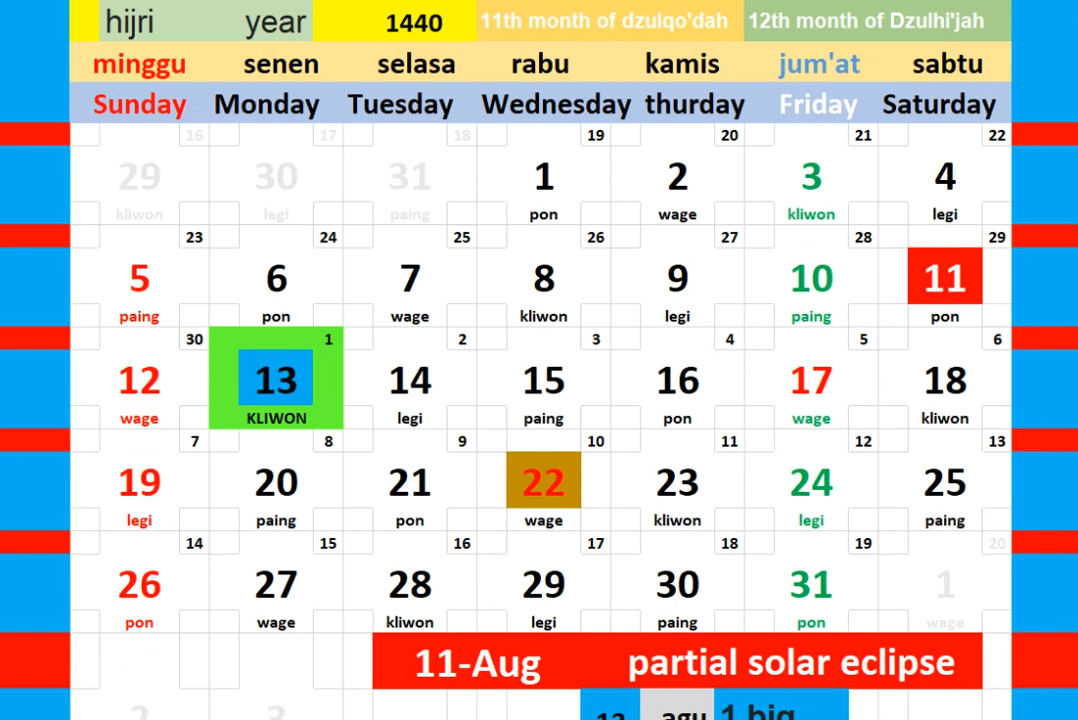 hijri year 1440 11th month of dzulqo'dah 12th month of Dzulhi'jah
minggu senen selasa rabu kamis jum'at sabtu
Sunday Monday Tuesday Wednesday thurday Friday Saturday
16 17 18 19 20 21 22
29 30 31 1 2 3 4
kliwon legi paing pon wage kliwon legi
23 24 25 26 27 28 29
5 6 7 8 9 10 11
paing pon wage kliwon legi paing pon
30 1 2 3 4 5 6
12 13 14 15 16 17 18
wage KLIWON legi paing pon wage kliwon
7 8 9 10 11 12 13
19 20 21 22 23 24 25
legi paing pon wage kliwon legi paing
14 15 16 17 18 19 20
26 27 28 29 30 31 1
pon wage kliwon legi paing pon wage
11-Aug partial solar eclipse
2 3 13 agu 1 big